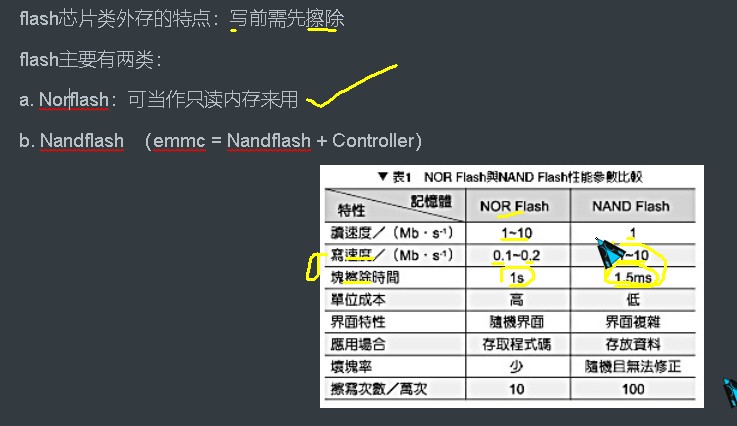 flash芯片类外存的特点：写前需先擦除
flash主要有两类：
a. Norflash：可当作只读内存来用
b. Nandflash （emmc = Nandflash + Controller）
▼ 表1 NOR Flash與NAND Flash性能參數比較
特性 記憶體 NOR Flash NAND Flash
讀速度／（Mb · s⁻¹） 1~10 1
寫速度／（Mb · s⁻¹） 0.1~0.2 ~10
塊擦除時間 1s 1.5ms
單位成本 高 低
界面特性 隨機界面 界面複雜
應用場合 存取程式碼 存放資料
壞塊率 少 隨機且無法修正
擦寫次數／萬次 10 100